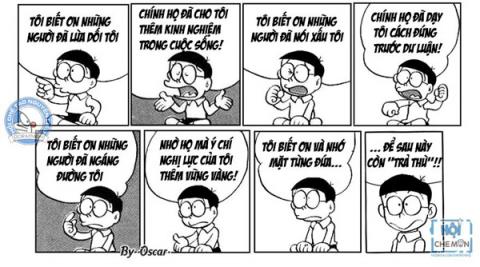 TÔI BIẾT ƠN NHỮNG
NGƯỜI ĐÃ LỪA DỐI TÔI
CHÍNH HỌ ĐÃ CHO TÔI
THÊM KINH NGHIỆM
TRONG CUỘC SỐNG!
TÔI BIẾT ƠN NHỮNG
NGƯỜI ĐÃ NÓI XẤU TÔI
CHÍNH HỌ ĐÃ DẠY
TÔI CÁCH ĐỨNG
TRƯỚC DƯ LUẬN!
TÔI BIẾT ƠN NHỮNG
NGƯỜI ĐÃ NGÁNG
ĐƯỜNG TÔI
NHỜ HỌ MÀ Ý CHÍ
NGHỊ LỰC CỦA TÔI
THÊM VỮNG VÀNG!
TÔI BIẾT ƠN VÀ NHỚ
MẶT TỪNG ĐỨA...
... ĐỂ SAU NÀY
CÒN "TRẢ THÙ"!!
By Oscar
HỘI
CHẾ MỚN